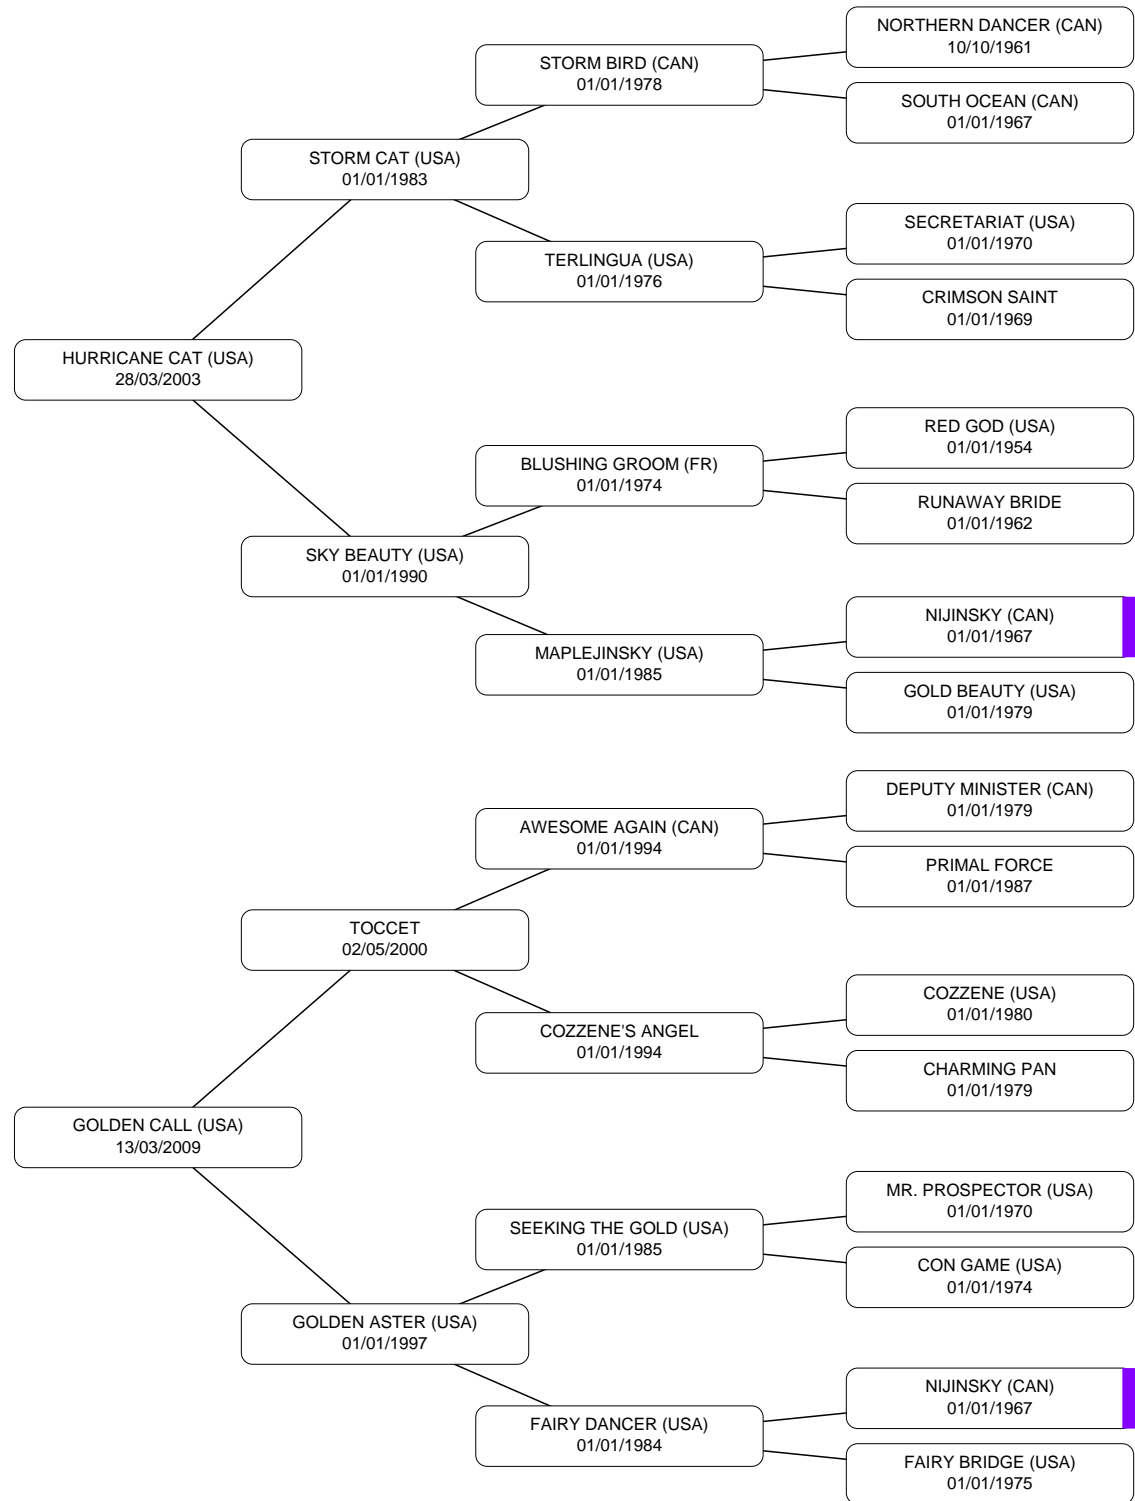 NORTHERN DANCER (CAN)
10/10/1961
STORM BIRD (CAN)
01/01/1978
SOUTH OCEAN (CAN)
01/01/1967
STORM CAT (USA)
01/01/1983
SECRETARIAT (USA)
01/01/1970
TERLINGUA (USA)
01/01/1976
CRIMSON SAINT
01/01/1969
HURRICANE CAT (USA)
28/03/2003
RED GOD (USA)
01/01/1954
BLUSHING GROOM (FR)
01/01/1974
RUNAWAY BRIDE
01/01/1962
SKY BEAUTY (USA)
01/01/1990
NIJINSKY (CAN)
01/01/1967
MAPLEJINSKY (USA)
01/01/1985
GOLD BEAUTY (USA)
01/01/1979
DEPUTY MINISTER (CAN)
01/01/1979
AWESOME AGAIN (CAN)
01/01/1994
PRIMAL FORCE
01/01/1987
TOCCET
02/05/2000
COZZENE (USA)
01/01/1980
COZZENE'S ANGEL
01/01/1994
CHARMING PAN
01/01/1979
GOLDEN CALL (USA)
13/03/2009
MR. PROSPECTOR (USA)
01/01/1970
SEEKING THE GOLD (USA)
01/01/1985
CON GAME (USA)
01/01/1974
GOLDEN ASTER (USA)
01/01/1997
NIJINSKY (CAN)
01/01/1967
FAIRY DANCER (USA)
01/01/1984
FAIRY BRIDGE (USA)
01/01/1975